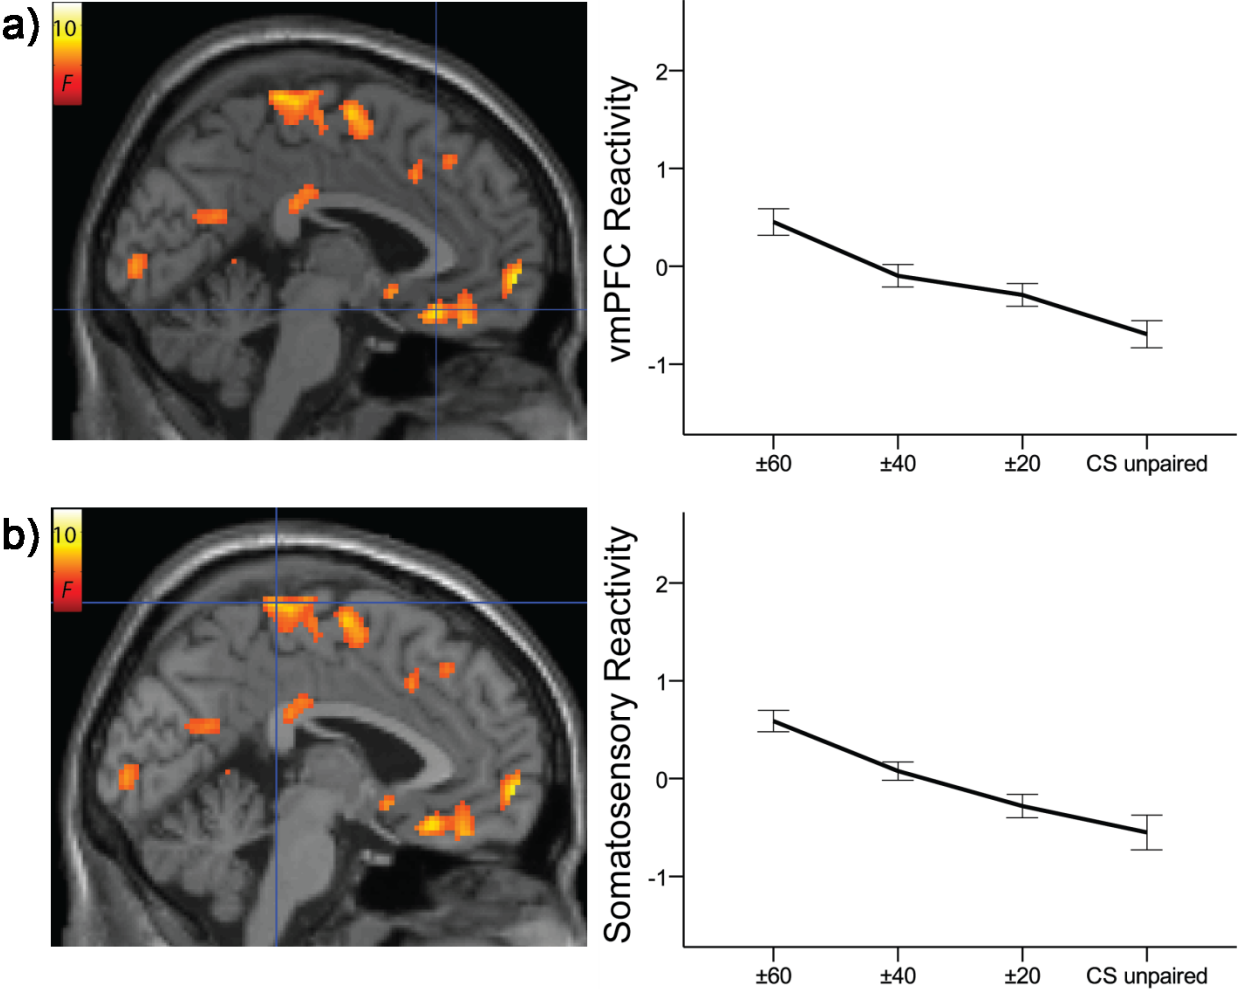 a)
10
F
vmPFC Reactivity
2
1
0
-1
±60 ±40 ±20 CS unpaired
b)
10
F
Somatosensory Reactivity
2
1
0
-1
±60 ±40 ±20 CS unpaired